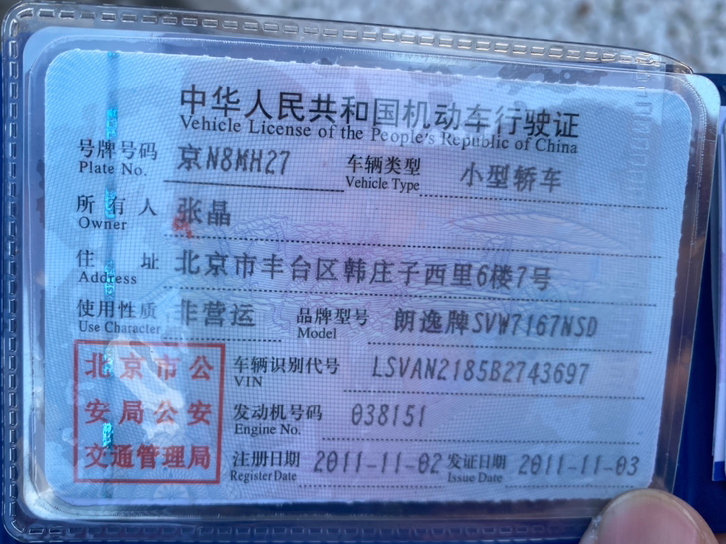 中华人民共和国机动车行驶证
Vehicle License of the People's Republic of China
号牌号码 京N8MH27 车辆类型 小型轿车
Plate No. Vehicle Type
所有人 张晶
Owner
住址 北京市丰台区韩庄子西里6楼7号
Address
使用性质 非营运 品牌型号 朗逸牌SVW7167NSD
Use Character Model
北京市公安局公安交通管理局
车辆识别代号 LSVAN2185B2743697
VIN
发动机号码 038151
Engine No.
注册日期 2011-11-02 发证日期 2011-11-03
Register Date Issue Date